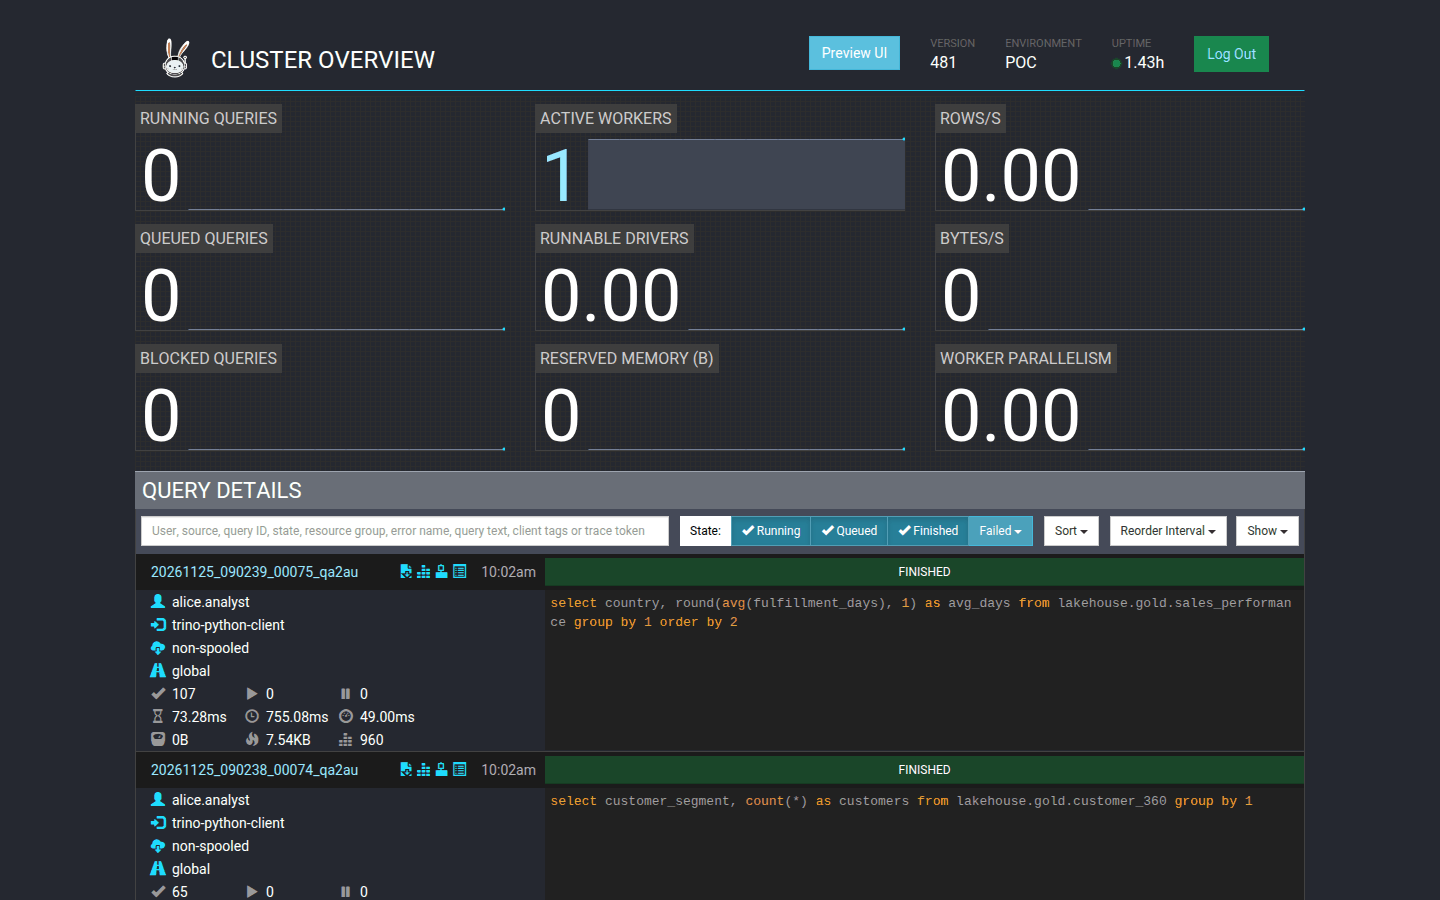 CLUSTER OVERVIEW
Preview UI
VERSION
481
ENVIRONMENT
POC
UPTIME
1.43h
Log Out
RUNNING QUERIES
0
ACTIVE WORKERS
1
ROWS/S
0.00
QUEUED QUERIES
0
RUNNABLE DRIVERS
0.00
BYTES/S
0
BLOCKED QUERIES
0
RESERVED MEMORY (B)
0
WORKER PARALLELISM
0.00
QUERY DETAILS
User, source, query ID, state, resource group, error name, query text, client tags or trace token
State: Running Queued Finished Failed
Sort
Reorder Interval
Show
20261125_090239_00075_qa2au 10:02am
FINISHED
alice.analyst
trino-python-client
non-spooled
global
107 0 0
73.28ms 755.08ms 49.00ms
0B 7.54KB 960
select country, round(avg(fulfillment_days), 1) as avg_days from lakehouse.gold.sales_performan
ce group by 1 order by 2
20261125_090238_00074_qa2au 10:02am
FINISHED
alice.analyst
trino-python-client
non-spooled
global
65 0 0
select customer_segment, count(*) as customers from lakehouse.gold.customer_360 group by 1